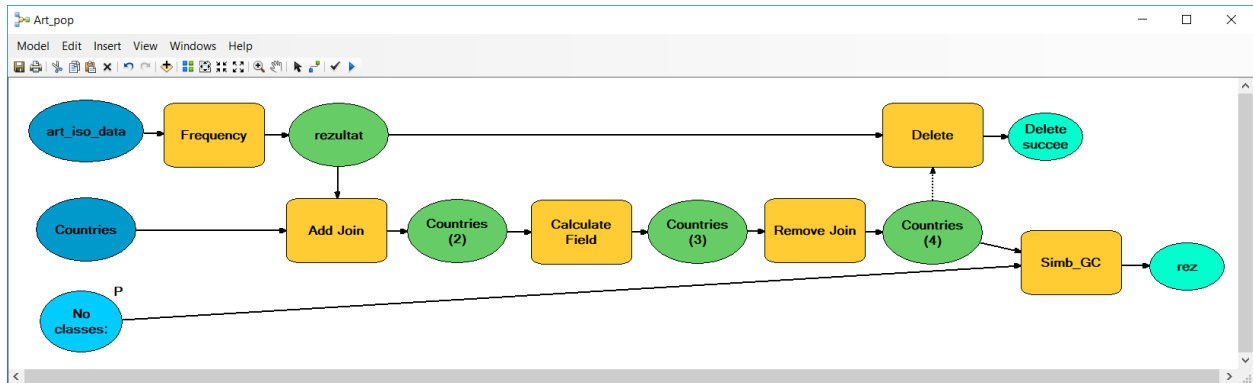 Art_pop
Model Edit Insert View Windows Help
art_iso_data
Frequency
rezultat
Delete
Delete
succee
Countries
Add Join
Countries
(2)
Calculate
Field
Countries
(3)
Remove Join
Countries
(4)
Simb_GC
rez
P
No
classes: